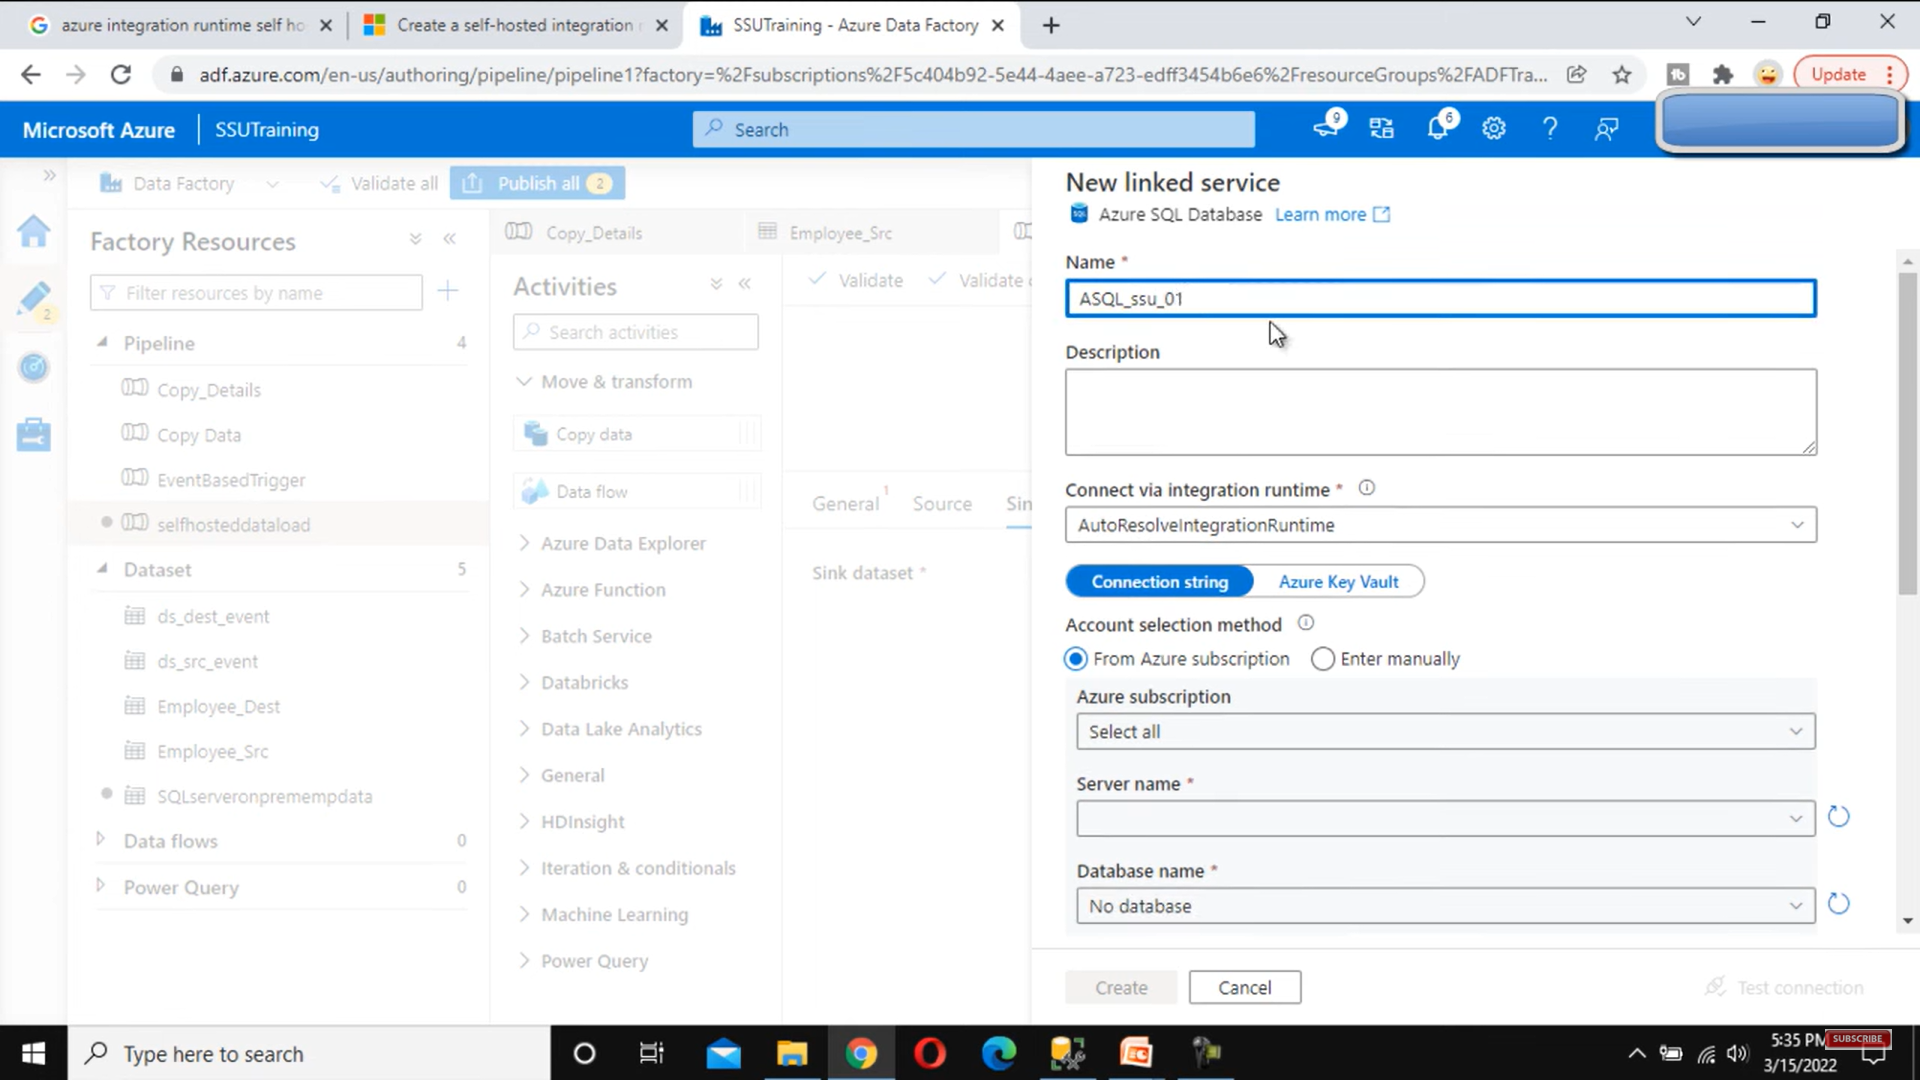 azure integration runtime self ho
Create a self-hosted integration r
SSUTraining - Azure Data Factory
adf.azure.com/en-us/authoring/pipeline/pipeline1?factory=%2Fsubscriptions%2F5c404b92-5e44-4aee-a723-edff3454b6e6%2FresourceGroups%2FADFTra...
Update
Microsoft Azure
SSUTraining
Search
9
6
Data Factory
Validate all
Publish all 2
Factory Resources
Filter resources by name
2
Pipeline 4
Copy_Details
Copy Data
EventBasedTrigger
selfhosteddataload
Dataset 5
ds_dest_event
ds_src_event
Employee_Dest
Employee_Src
SQLserveronpremempdata
Data flows 0
Power Query 0
Copy_Details
Employee_Src
Activities
Search activities
Move & transform
Copy data
Data flow
Azure Data Explorer
Azure Function
Batch Service
Databricks
Data Lake Analytics
General
HDInsight
Iteration & conditionals
Machine Learning
Power Query
Validate
Validate c
General 1
Source
Sin
Sink dataset *
New linked service
SQL
Azure SQL Database Learn more
Name *
ASQL_ssu_01
Description
Connect via integration runtime *
AutoResolveIntegrationRuntime
Connection string
Azure Key Vault
Account selection method
From Azure subscription
Enter manually
Azure subscription
Select all
Server name *
Database name *
No database
Create
Cancel
Test connection
Type here to search
5:35 PM
3/15/2022
SUBSCRIBE